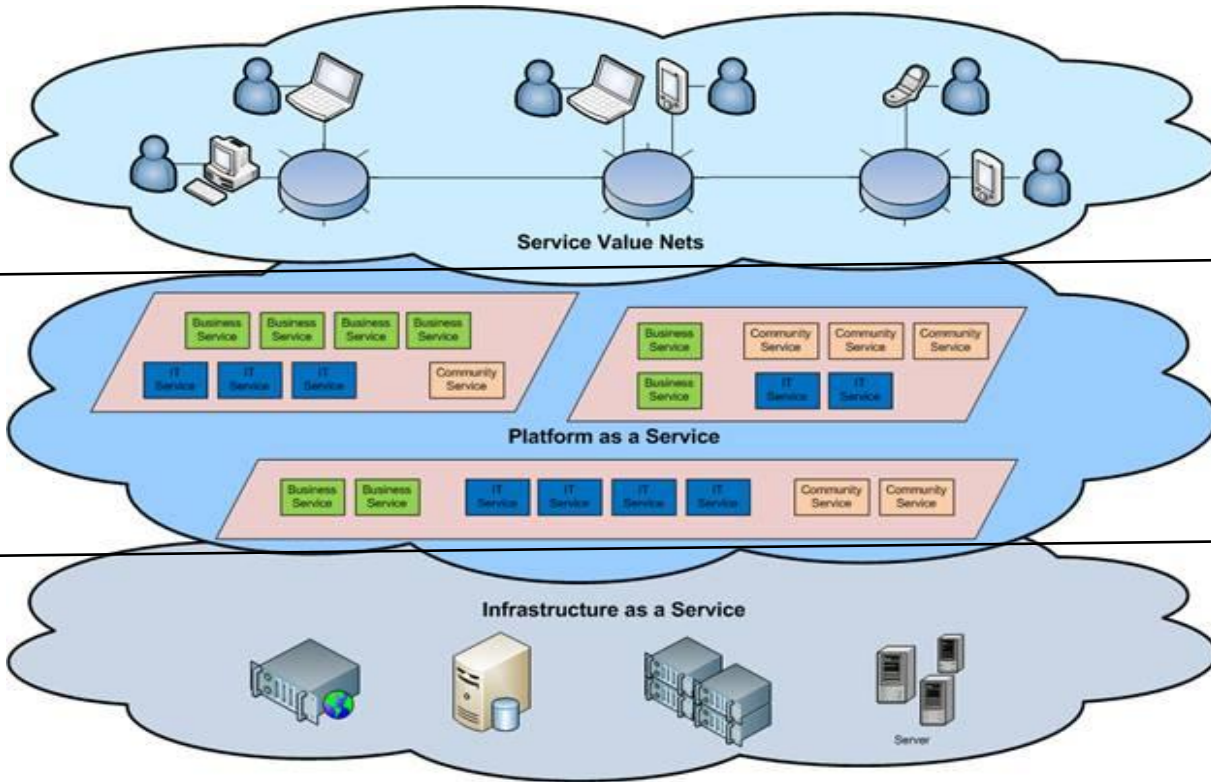 Service Value Nets
Business
Service
Business
Service
Business
Service
Business
Service
IT
Service
IT
Service
IT
Service
Community
Service
Business
Service
Community
Service
Community
Service
Community
Service
Business
Service
IT
Service
IT
Service
Platform as a Service
Business
Service
Business
Service
IT
Service
IT
Service
IT
Service
IT
Service
Community
Service
Community
Service
Infrastructure as a Service
Server